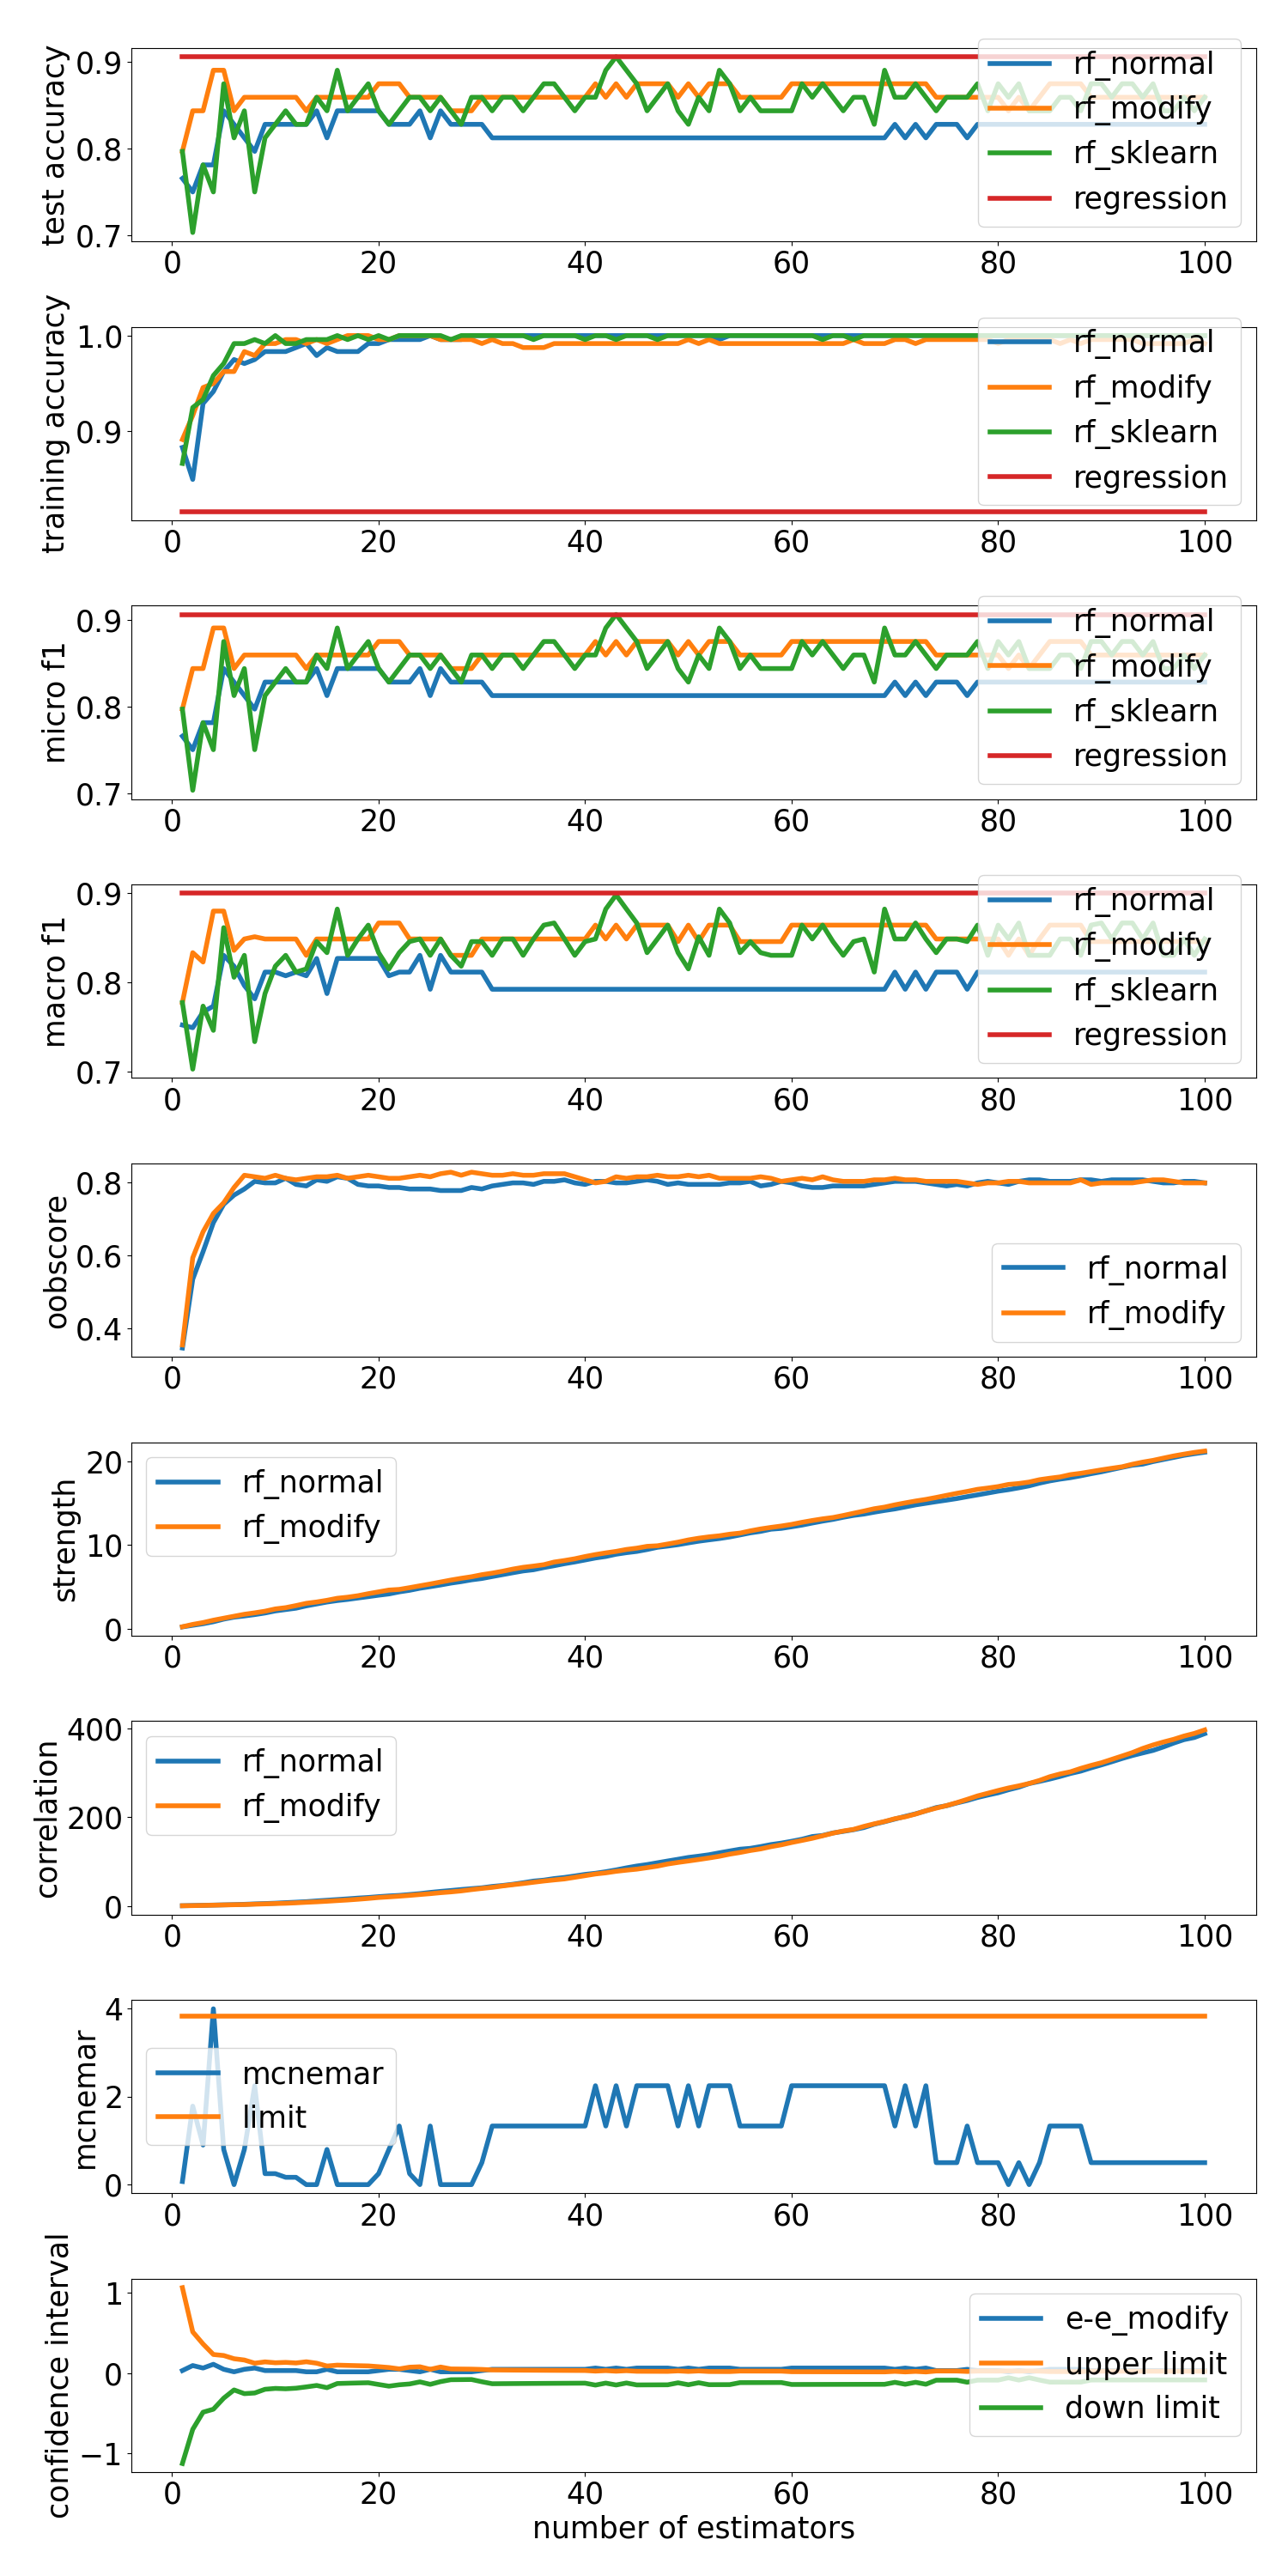 test accuracy
0.9
0.8
0.7
0 20 40 60 80 100
rf_normal
rf_modify
rf_sklearn
regression
training accuracy
1.0
0.9
0 20 40 60 80 100
rf_normal
rf_modify
rf_sklearn
regression
micro f1
0.9
0.8
0.7
0 20 40 60 80 100
rf_normal
rf_modify
rf_sklearn
regression
macro f1
0.9
0.8
0.7
0 20 40 60 80 100
rf_normal
rf_modify
rf_sklearn
regression
oobscore
0.8
0.6
0.4
0 20 40 60 80 100
rf_normal
rf_modify
strength
20
10
0
0 20 40 60 80 100
rf_normal
rf_modify
correlation
400
200
0
0 20 40 60 80 100
rf_normal
rf_modify
mcnemar
4
2
0
0 20 40 60 80 100
mcnemar
limit
confidence interval
1
0
−1
0 20 40 60 80 100
e-e_modify
upper limit
down limit
number of estimators